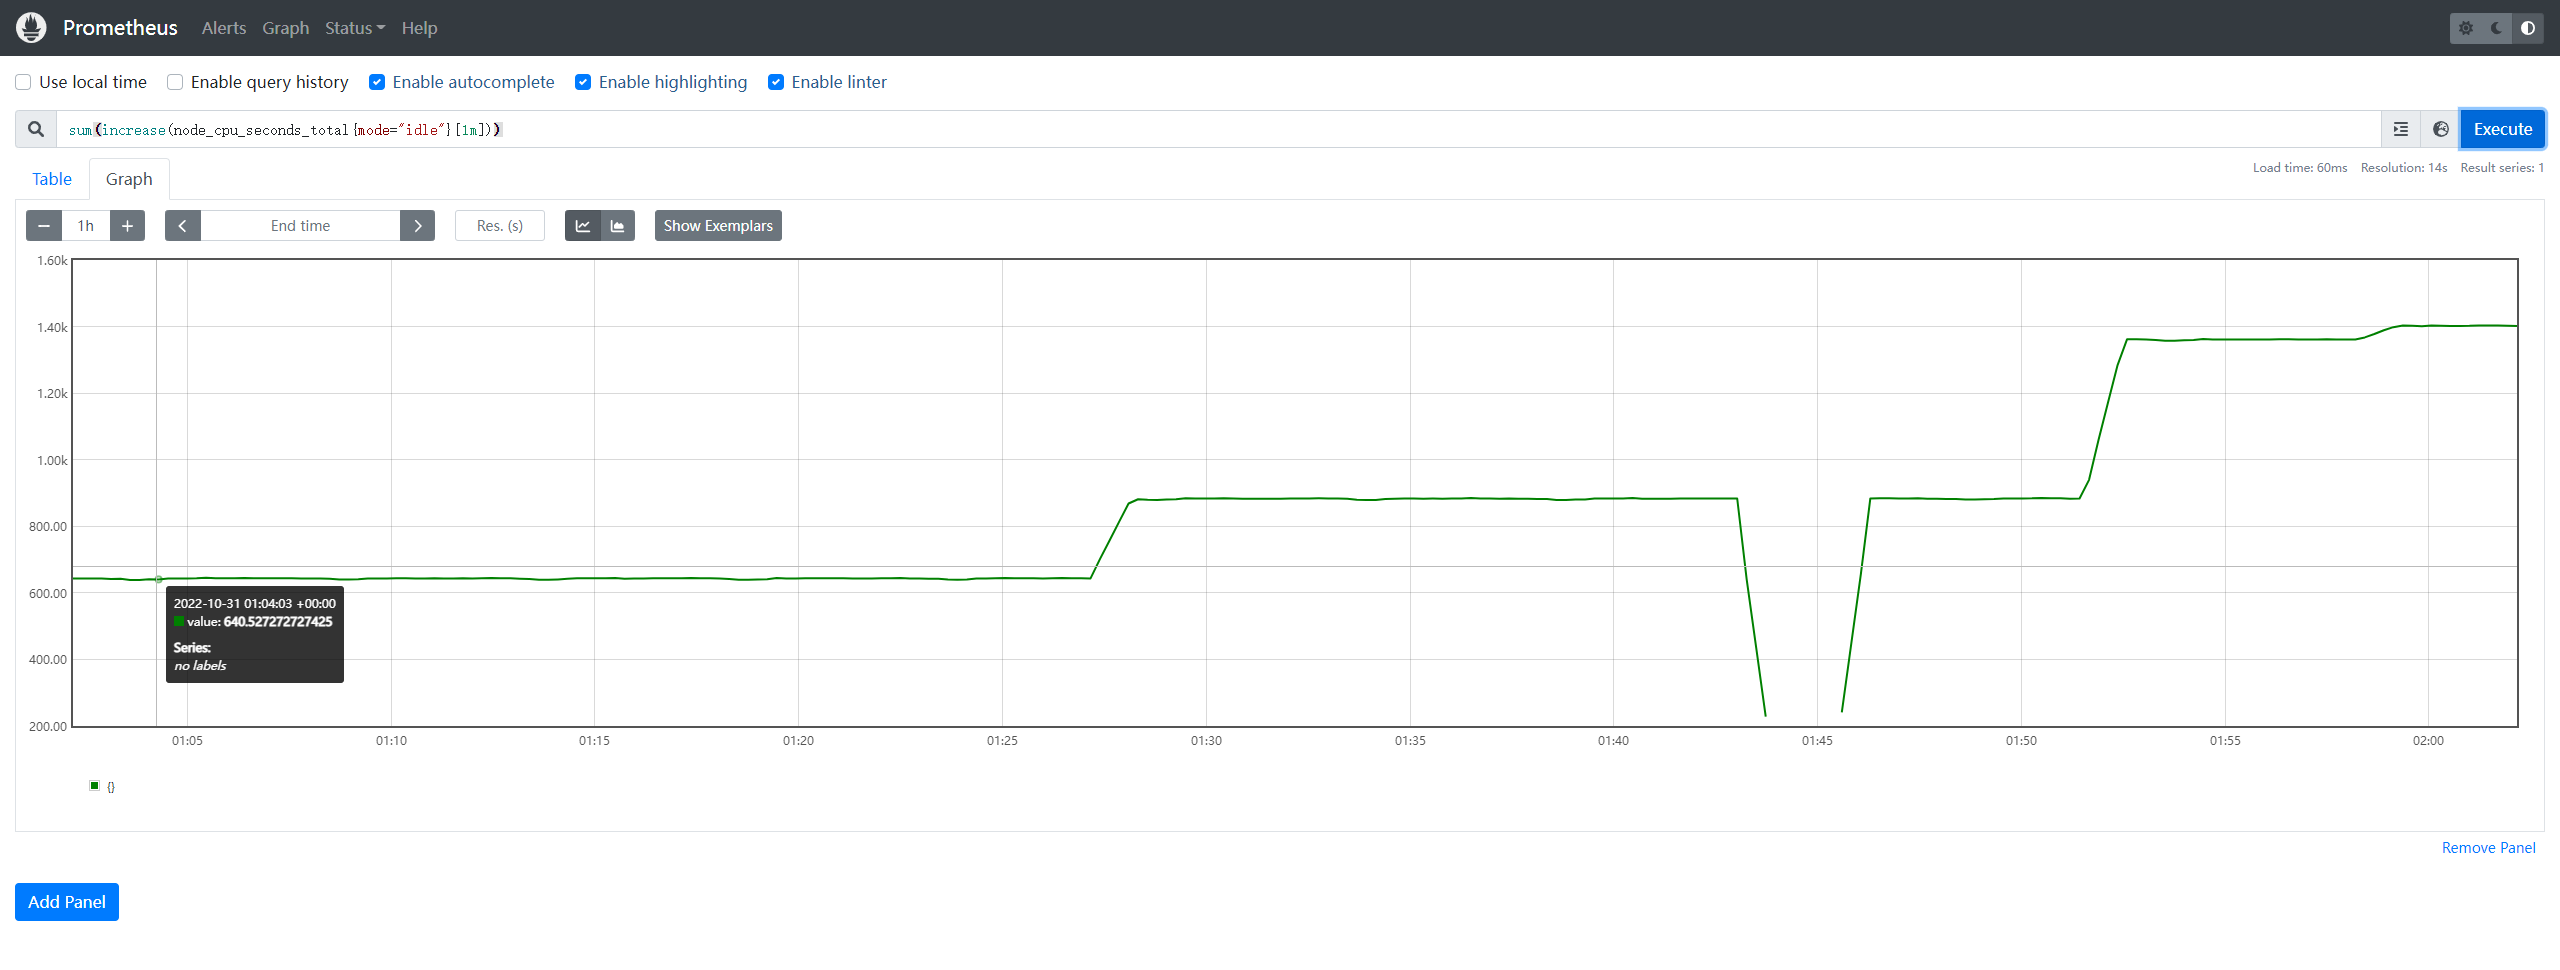 Prometheus Alerts Graph Status Help
Use local time Enable query history Enable autocomplete Enable highlighting Enable linter
sum(increase(node_cpu_seconds_total{mode="idle"}[1m]))
Execute
Load time: 60ms Resolution: 14s Result series: 1
Table Graph
1h End time Res. (s) Show Exemplars
1.60k
1.40k
1.20k
1.00k
800.00
600.00
400.00
200.00
2022-10-31 01:04:03 +00:00
value: 640.527272727425
Series:
no labels
01:05 01:10 01:15 01:20 01:25 01:30 01:35 01:40 01:45 01:50 01:55 02:00
{}
Remove Panel
Add Panel